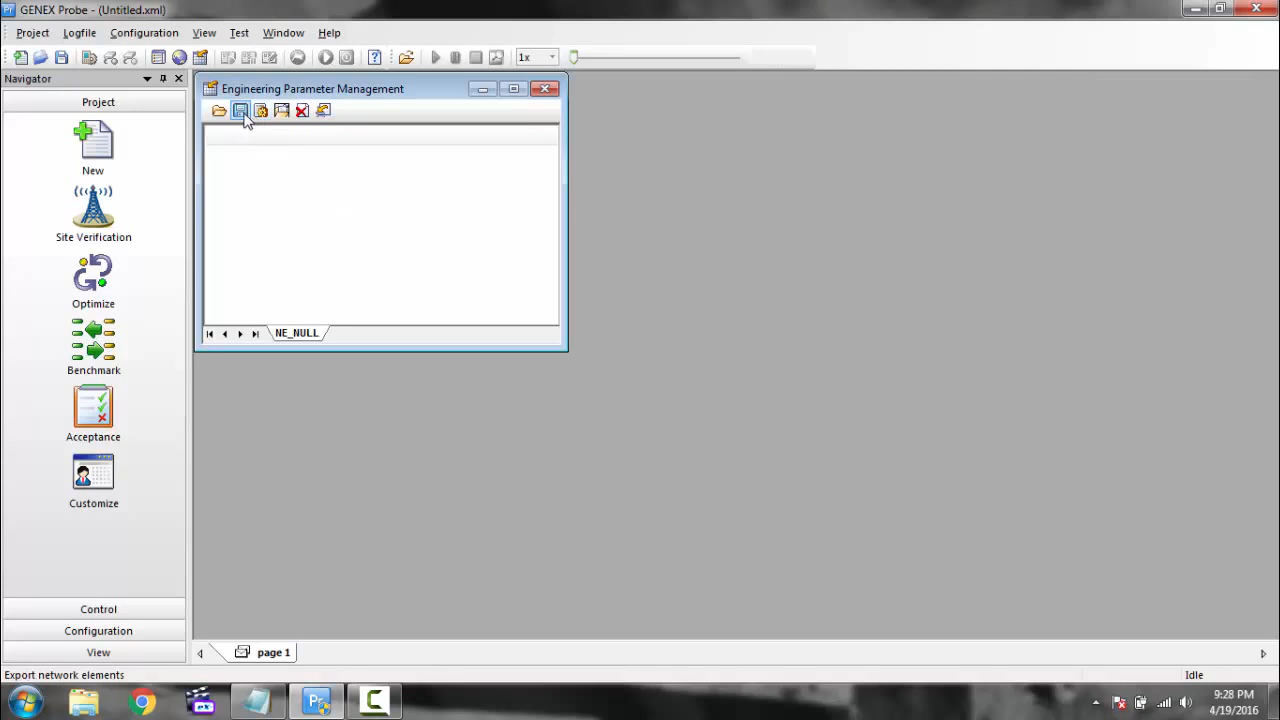 GENEX Probe - (Untitled.xml)
Project Logfile Configuration View Test Window Help
1x
Navigator
Engineering Parameter Management
Project
New
Site Verification
Optimize
NE_NULL
Benchmark
Acceptance
Customize
Control
Configuration
View
page 1
Export network elements
Idle
9:28 PM
4/19/2016